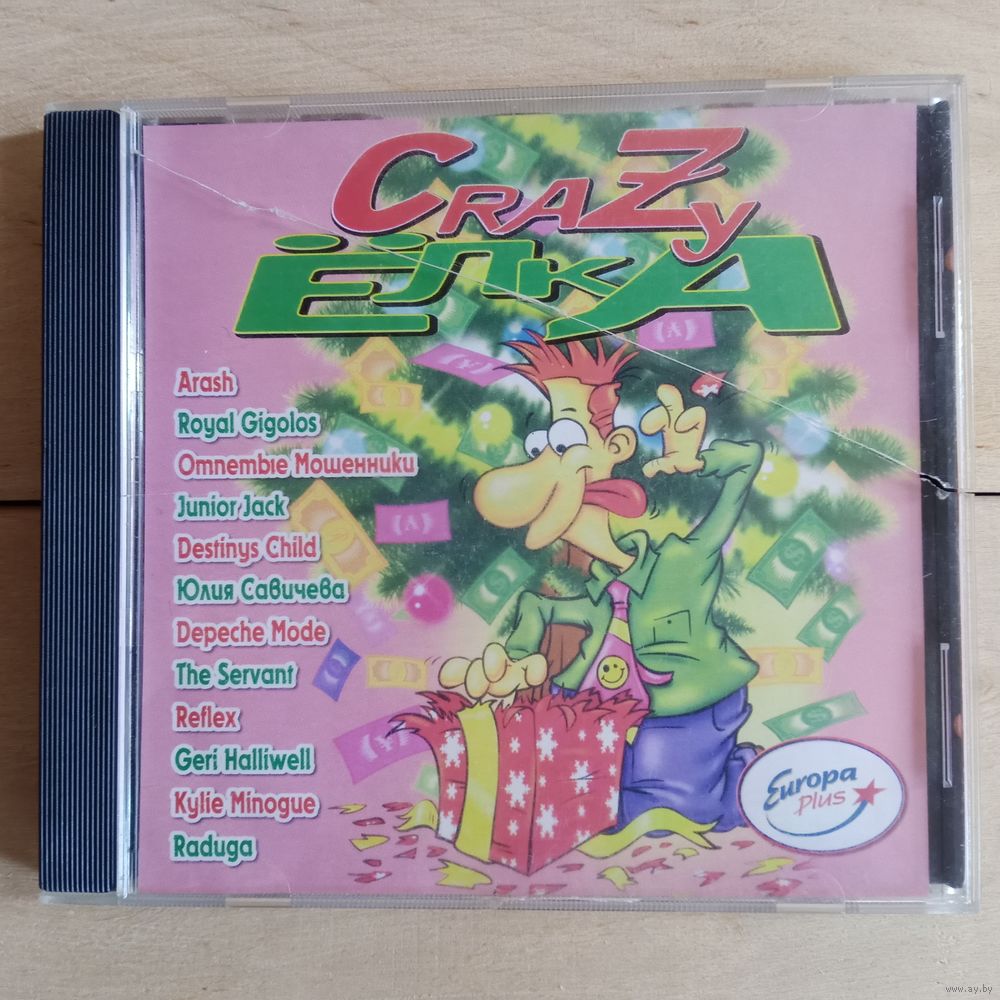 CRAZY
ЁЛКА
Arash
Royal Gigolos
Отпетые Мошенники
Junior Jack
Destinys Child
Юлия Савичева
Depeche Mode
The Servant
Reflex
Geri Halliwell
Kylie Minogue
Raduga
Europa
plus
www.ay.by